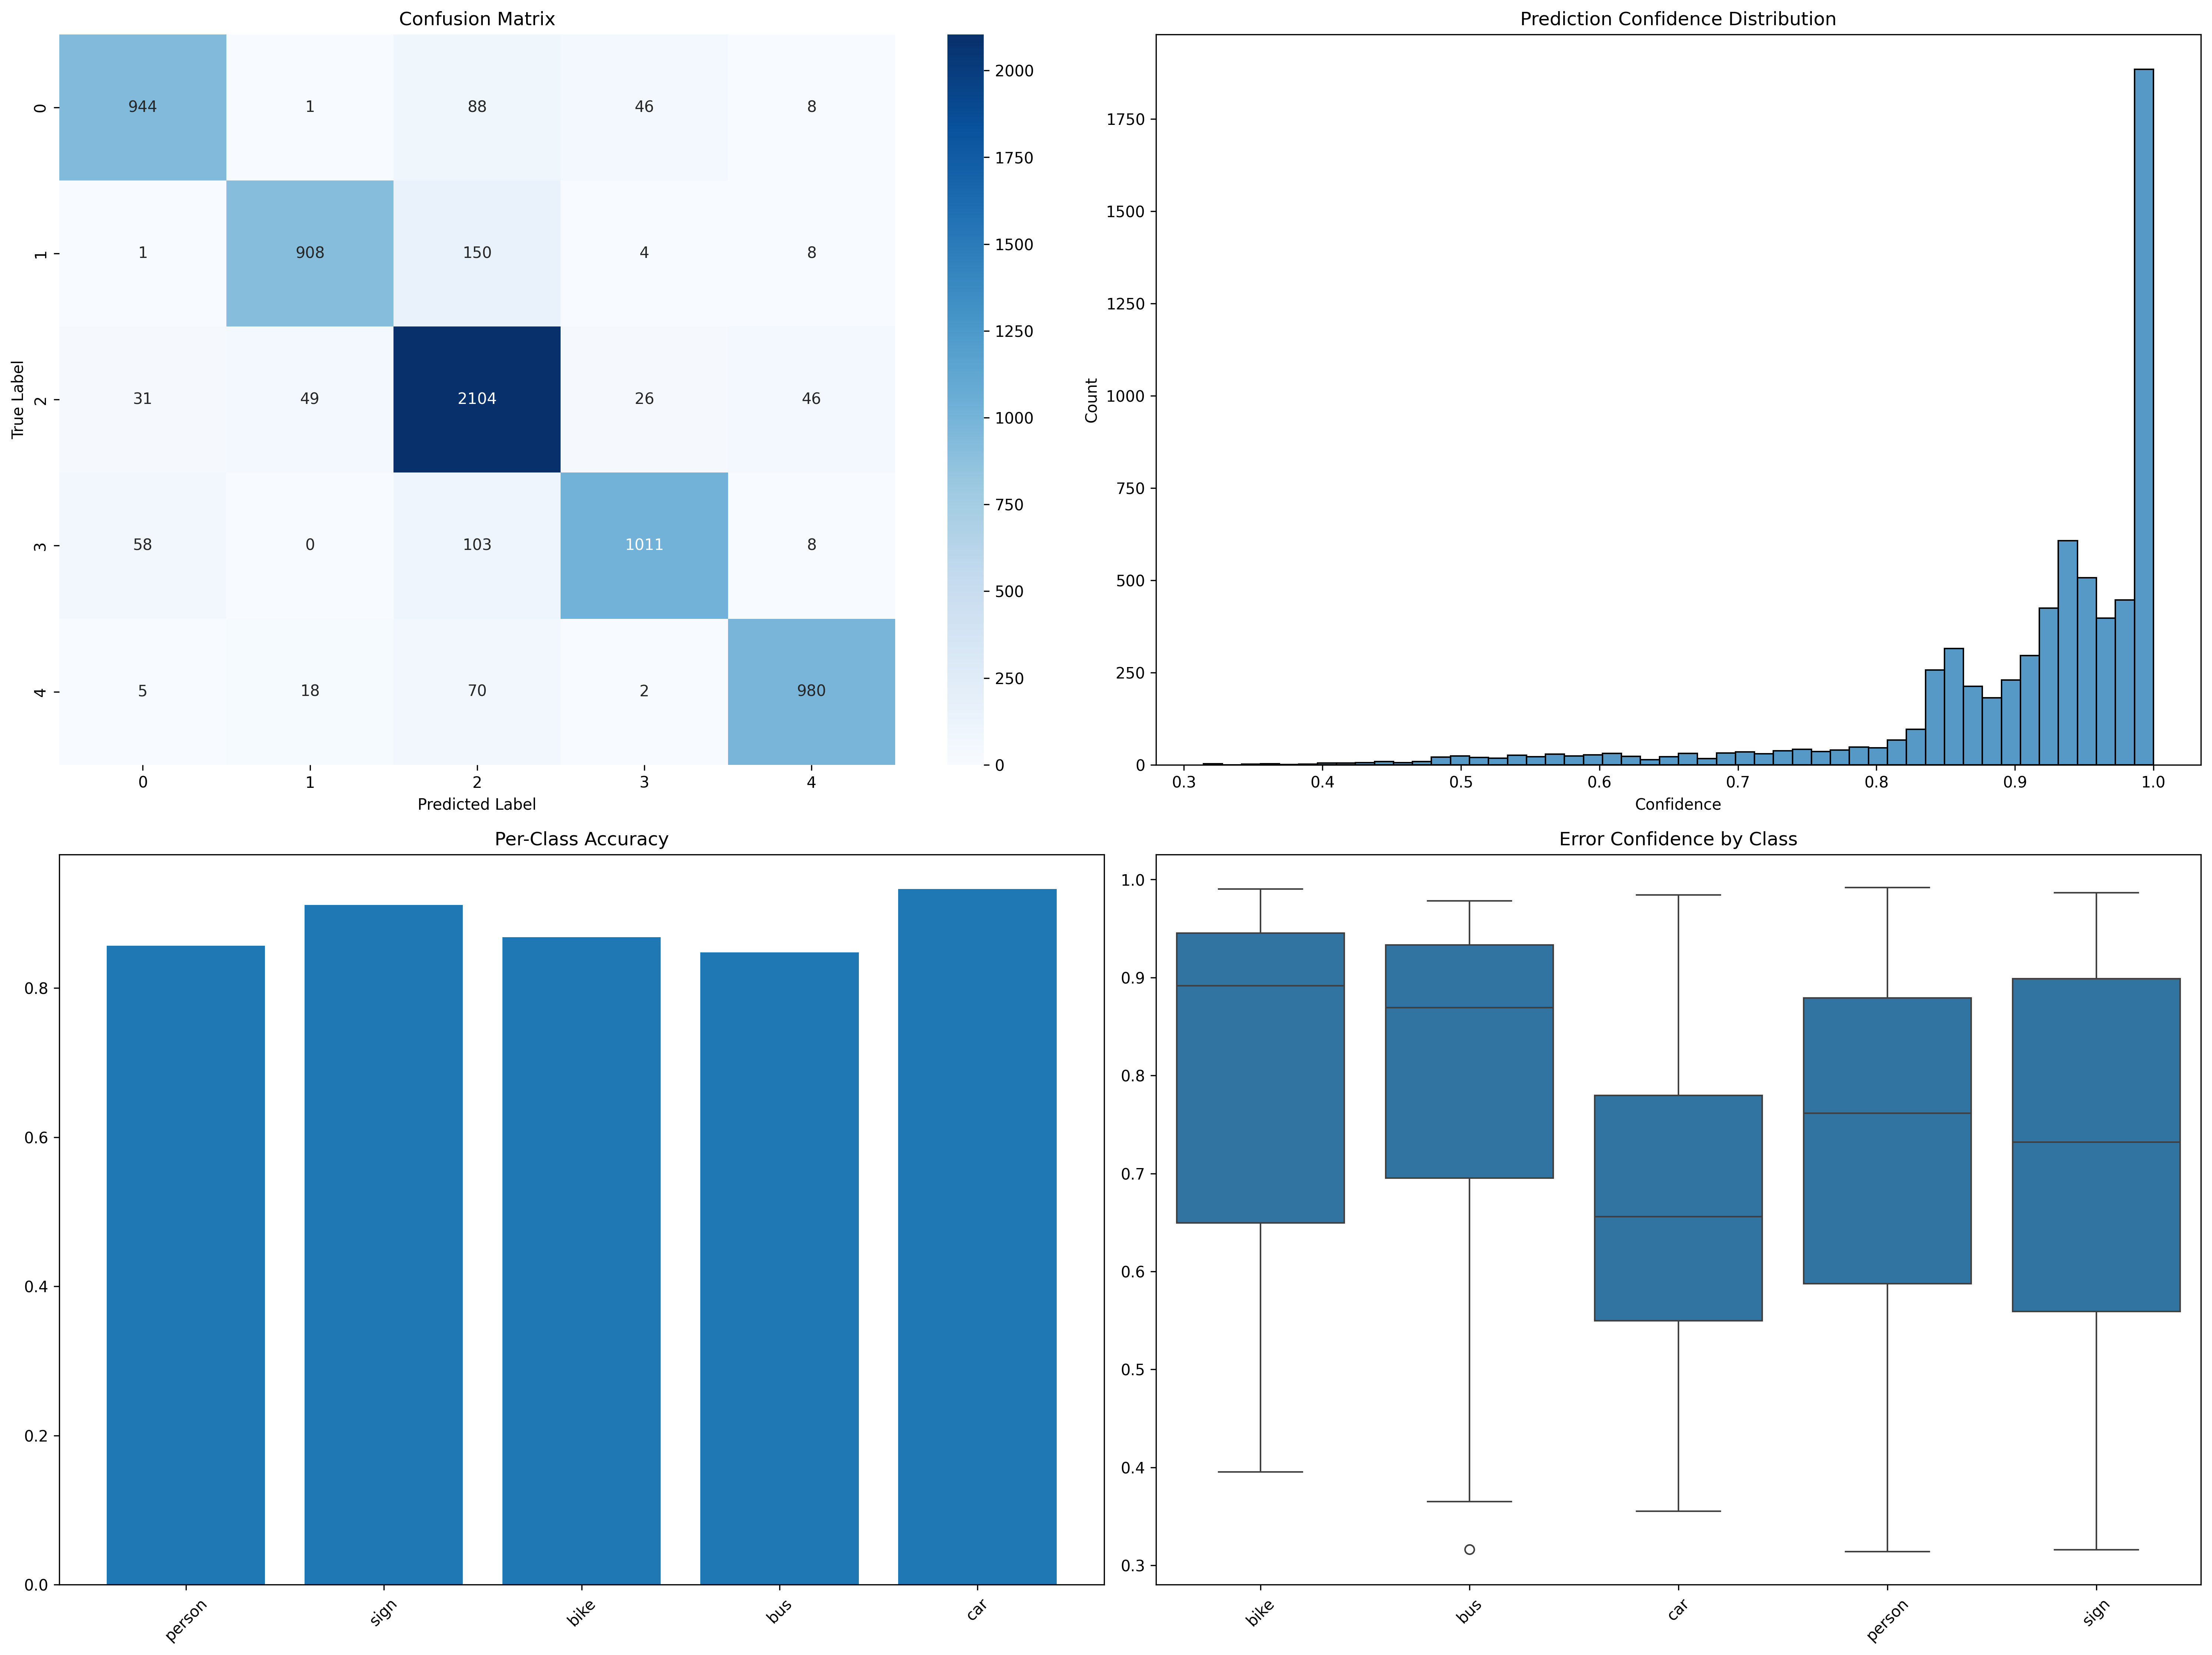 Confusion Matrix
True Label
0 944 1 88 46 8
1 1 908 150 4 8
2 31 49 2104 26 46
3 58 0 103 1011 8
4 5 18 70 2 980
0 1 2 3 4
Predicted Label
2000
1750
1500
1250
1000
750
500
250
0
Prediction Confidence Distribution
Count
1750
1500
1250
1000
750
500
250
0
0.3 0.4 0.5 0.6 0.7 0.8 0.9 1.0
Confidence
Per-Class Accuracy
0.8
0.6
0.4
0.2
0.0
person sign bike bus car
Error Confidence by Class
1.0
0.9
0.8
0.7
0.6
0.5
0.4
0.3
bike bus car person sign